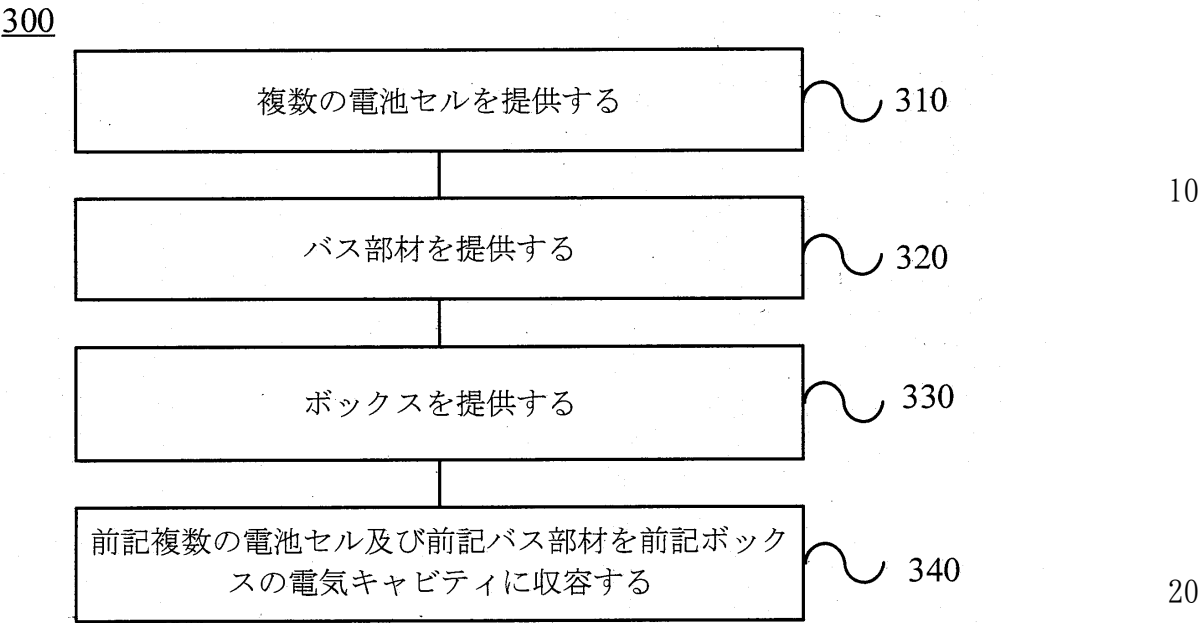 300
複数の電池セルを提供する
310
10
バス部材を提供する
320
ボックスを提供する
330
前記複数の電池セル及び前記バス部材を前記ボック
スの電気キャビティに収容する
340
20